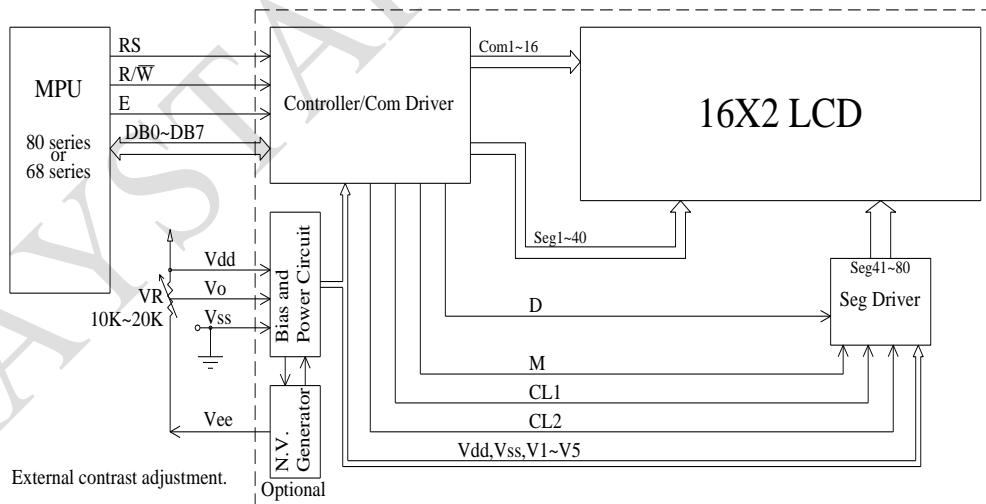 MPU
80 series
or
68 series
RS
R/W̅
E
DB0~DB7
Controller/Com Driver
Com1~16
16X2 LCD
Seg1~40
Seg41~80
Seg Driver
Vdd
Vo
VR
10K~20K
Vss
Bias and
Power Circuit
D
M
CL1
CL2
Vdd,Vss,V1~V5
Vee
N.V.
Generator
Optional
External contrast adjustment.